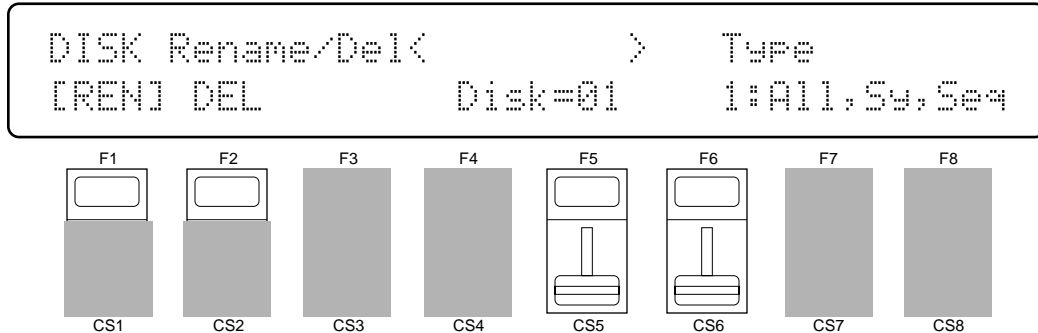 DISK Rename/Del<          > Type
[REN] DEL Disk=01 1:All,Sy,Seq
F1 F2 F3 F4 F5 F6 F7 F8
CS1 CS2 CS3 CS4 CS5 CS6 CS7 CS8